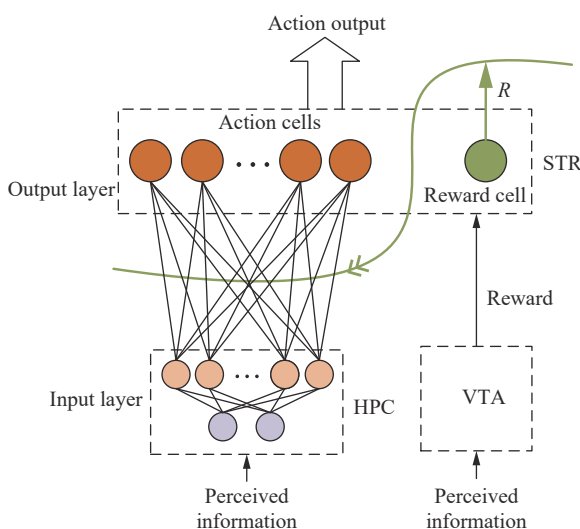 Action output
R
Action cells
...
STR
Output layer
Reward cell
Reward
...
Input layer
HPC
VTA
Perceived
information
Perceived
information